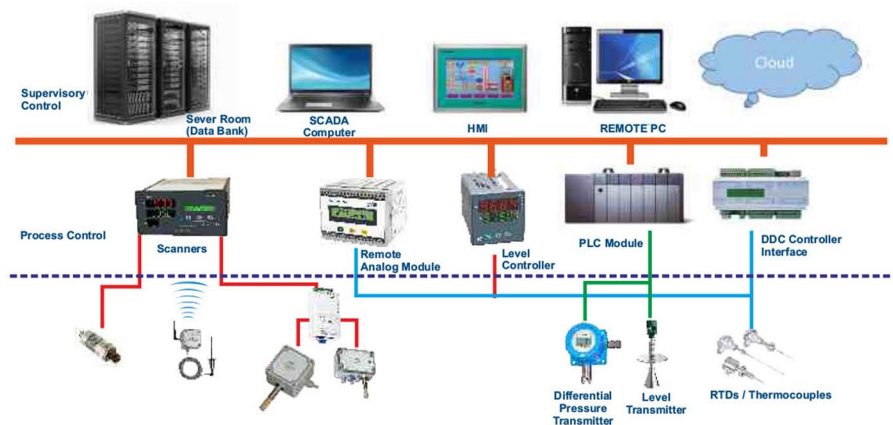 Supervisory
Control
Sever Room
(Data Bank)
SCADA
Computer
HMI
REMOTE PC
Cloud
Process Control
Scanners
Remote
Analog Module
Level
Controller
PLC Module
DDC Controller
Interface
Differential
Pressure
Transmitter
Level
Transmitter
RTDs / Thermocouples